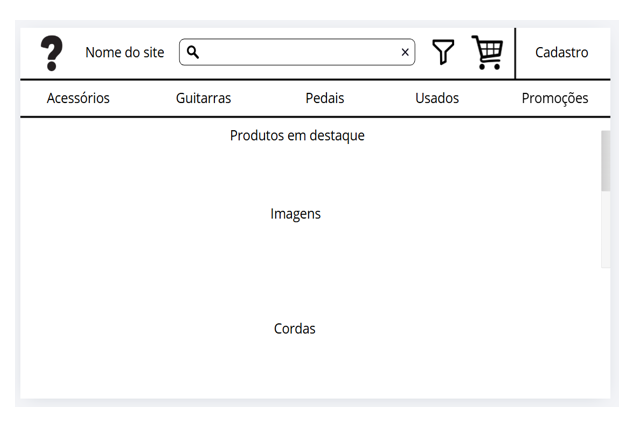 ? Nome do site × Cadastro
Acessórios Guitarras Pedais Usados Promoções
Produtos em destaque
Imagens
Cordas